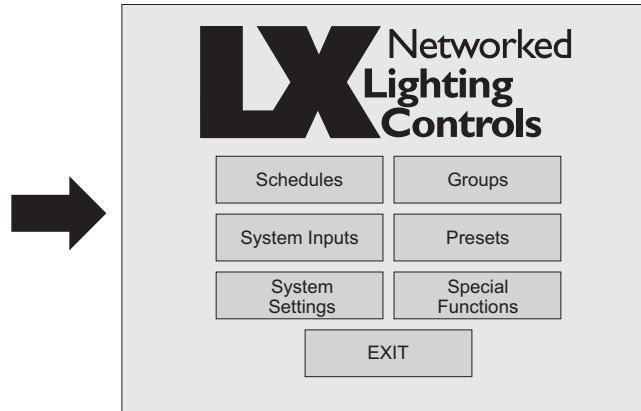 LX Networked
Lighting
Controls
Schedules
Groups
System Inputs
Presets
System
Settings
Special
Functions
EXIT